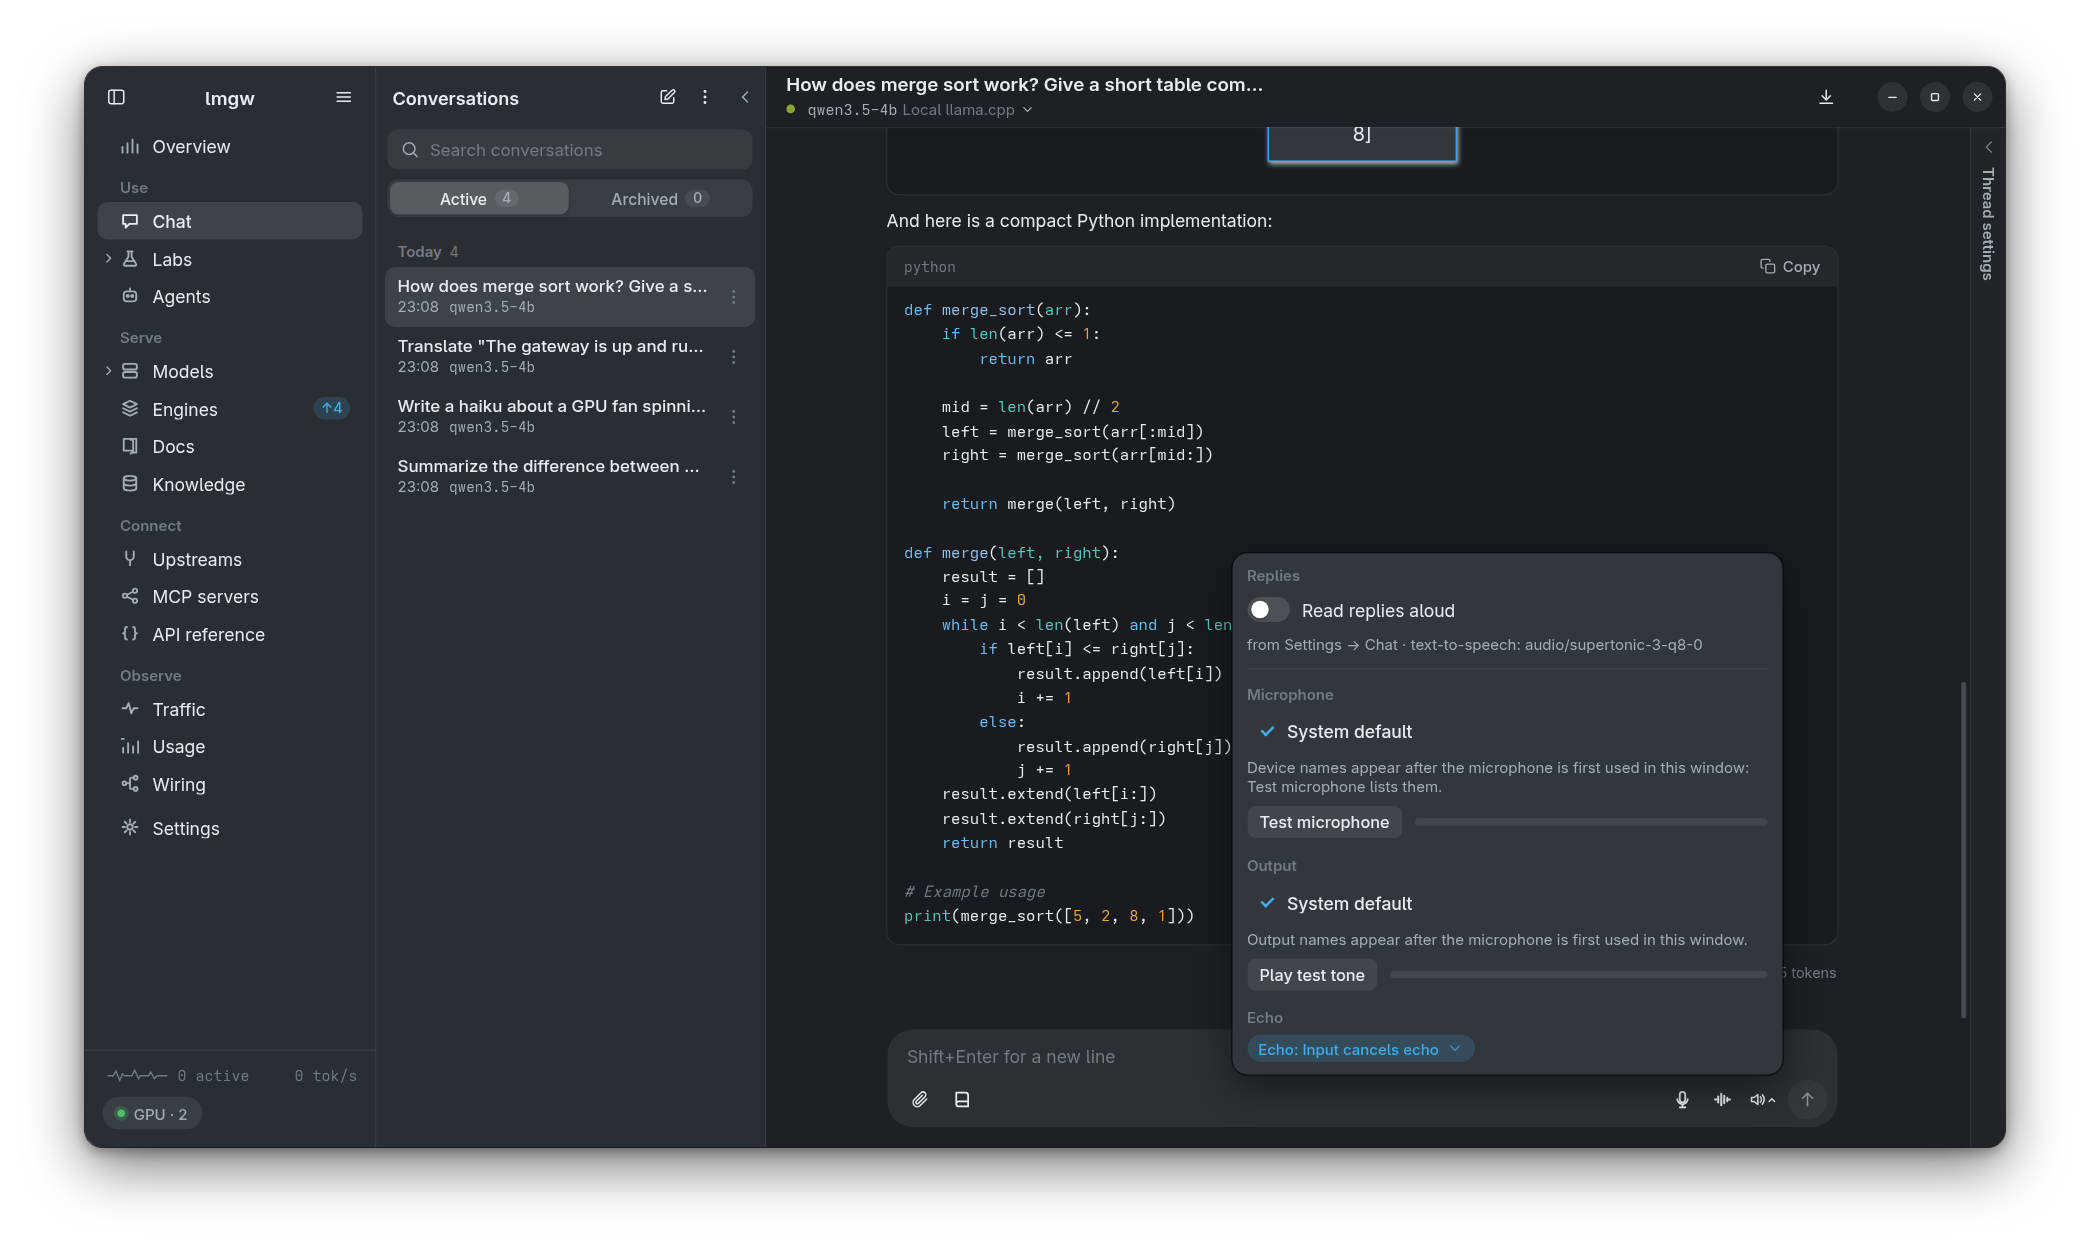 lmgw
Overview
Use
Chat
Labs
Agents
Serve
Models
Engines
↑4
Docs
Knowledge
Connect
Upstreams
MCP servers
API reference
Observe
Traffic
Usage
Wiring
Settings
0 active 0 tok/s
GPU · 2
Conversations
Search conversations
Active 4 Archived 0
Today 4
How does merge sort work? Give a s...
23:08 qwen3.5-4b
Translate "The gateway is up and ru...
23:08 qwen3.5-4b
Write a haiku about a GPU fan spinni...
23:08 qwen3.5-4b
Summarize the difference between ...
23:08 qwen3.5-4b
How does merge sort work? Give a short table com...
qwen3.5-4b Local llama.cpp
8]
And here is a compact Python implementation:
python Copy
def merge_sort(arr):
    if len(arr) <= 1:
        return arr
    mid = len(arr) // 2
    left = merge_sort(arr[:mid])
    right = merge_sort(arr[mid:])
    return merge(left, right)
def merge(left, right):
    result = []
    i = j = 0
    while i < len(left) and j < len
        if left[i] <= right[j]:
            result.append(left[i])
            i += 1
        else:
            result.append(right[j])
            j += 1
    result.extend(left[i:])
    result.extend(right[j:])
    return result
# Example usage
print(merge_sort([5, 2, 8, 1]))
tokens
Replies
Read replies aloud
from Settings → Chat · text-to-speech: audio/supertonic-3-q8-0
Microphone
System default
Device names appear after the microphone is first used in this window:
Test microphone lists them.
Test microphone
Output
System default
Output names appear after the microphone is first used in this window.
Play test tone
Echo
Echo: Input cancels echo
Shift+Enter for a new line
Thread settings